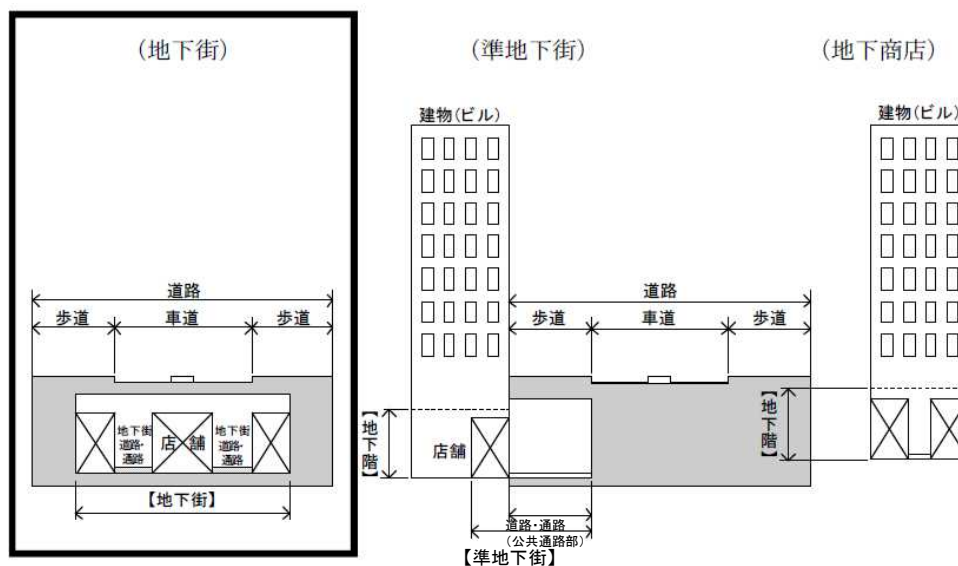 (地下街)
(準地下街)
(地下商店)
建物(ビル)
建物(ビル)
道路
歩道
車道
歩道
道路
歩道
車道
歩道
地下街
道路・
通路
店舗
地下街
道路・
通路
【地下街】
店舗
【地下階】
道路・通路
(公共通路部)
【準地下街】
【地下階】